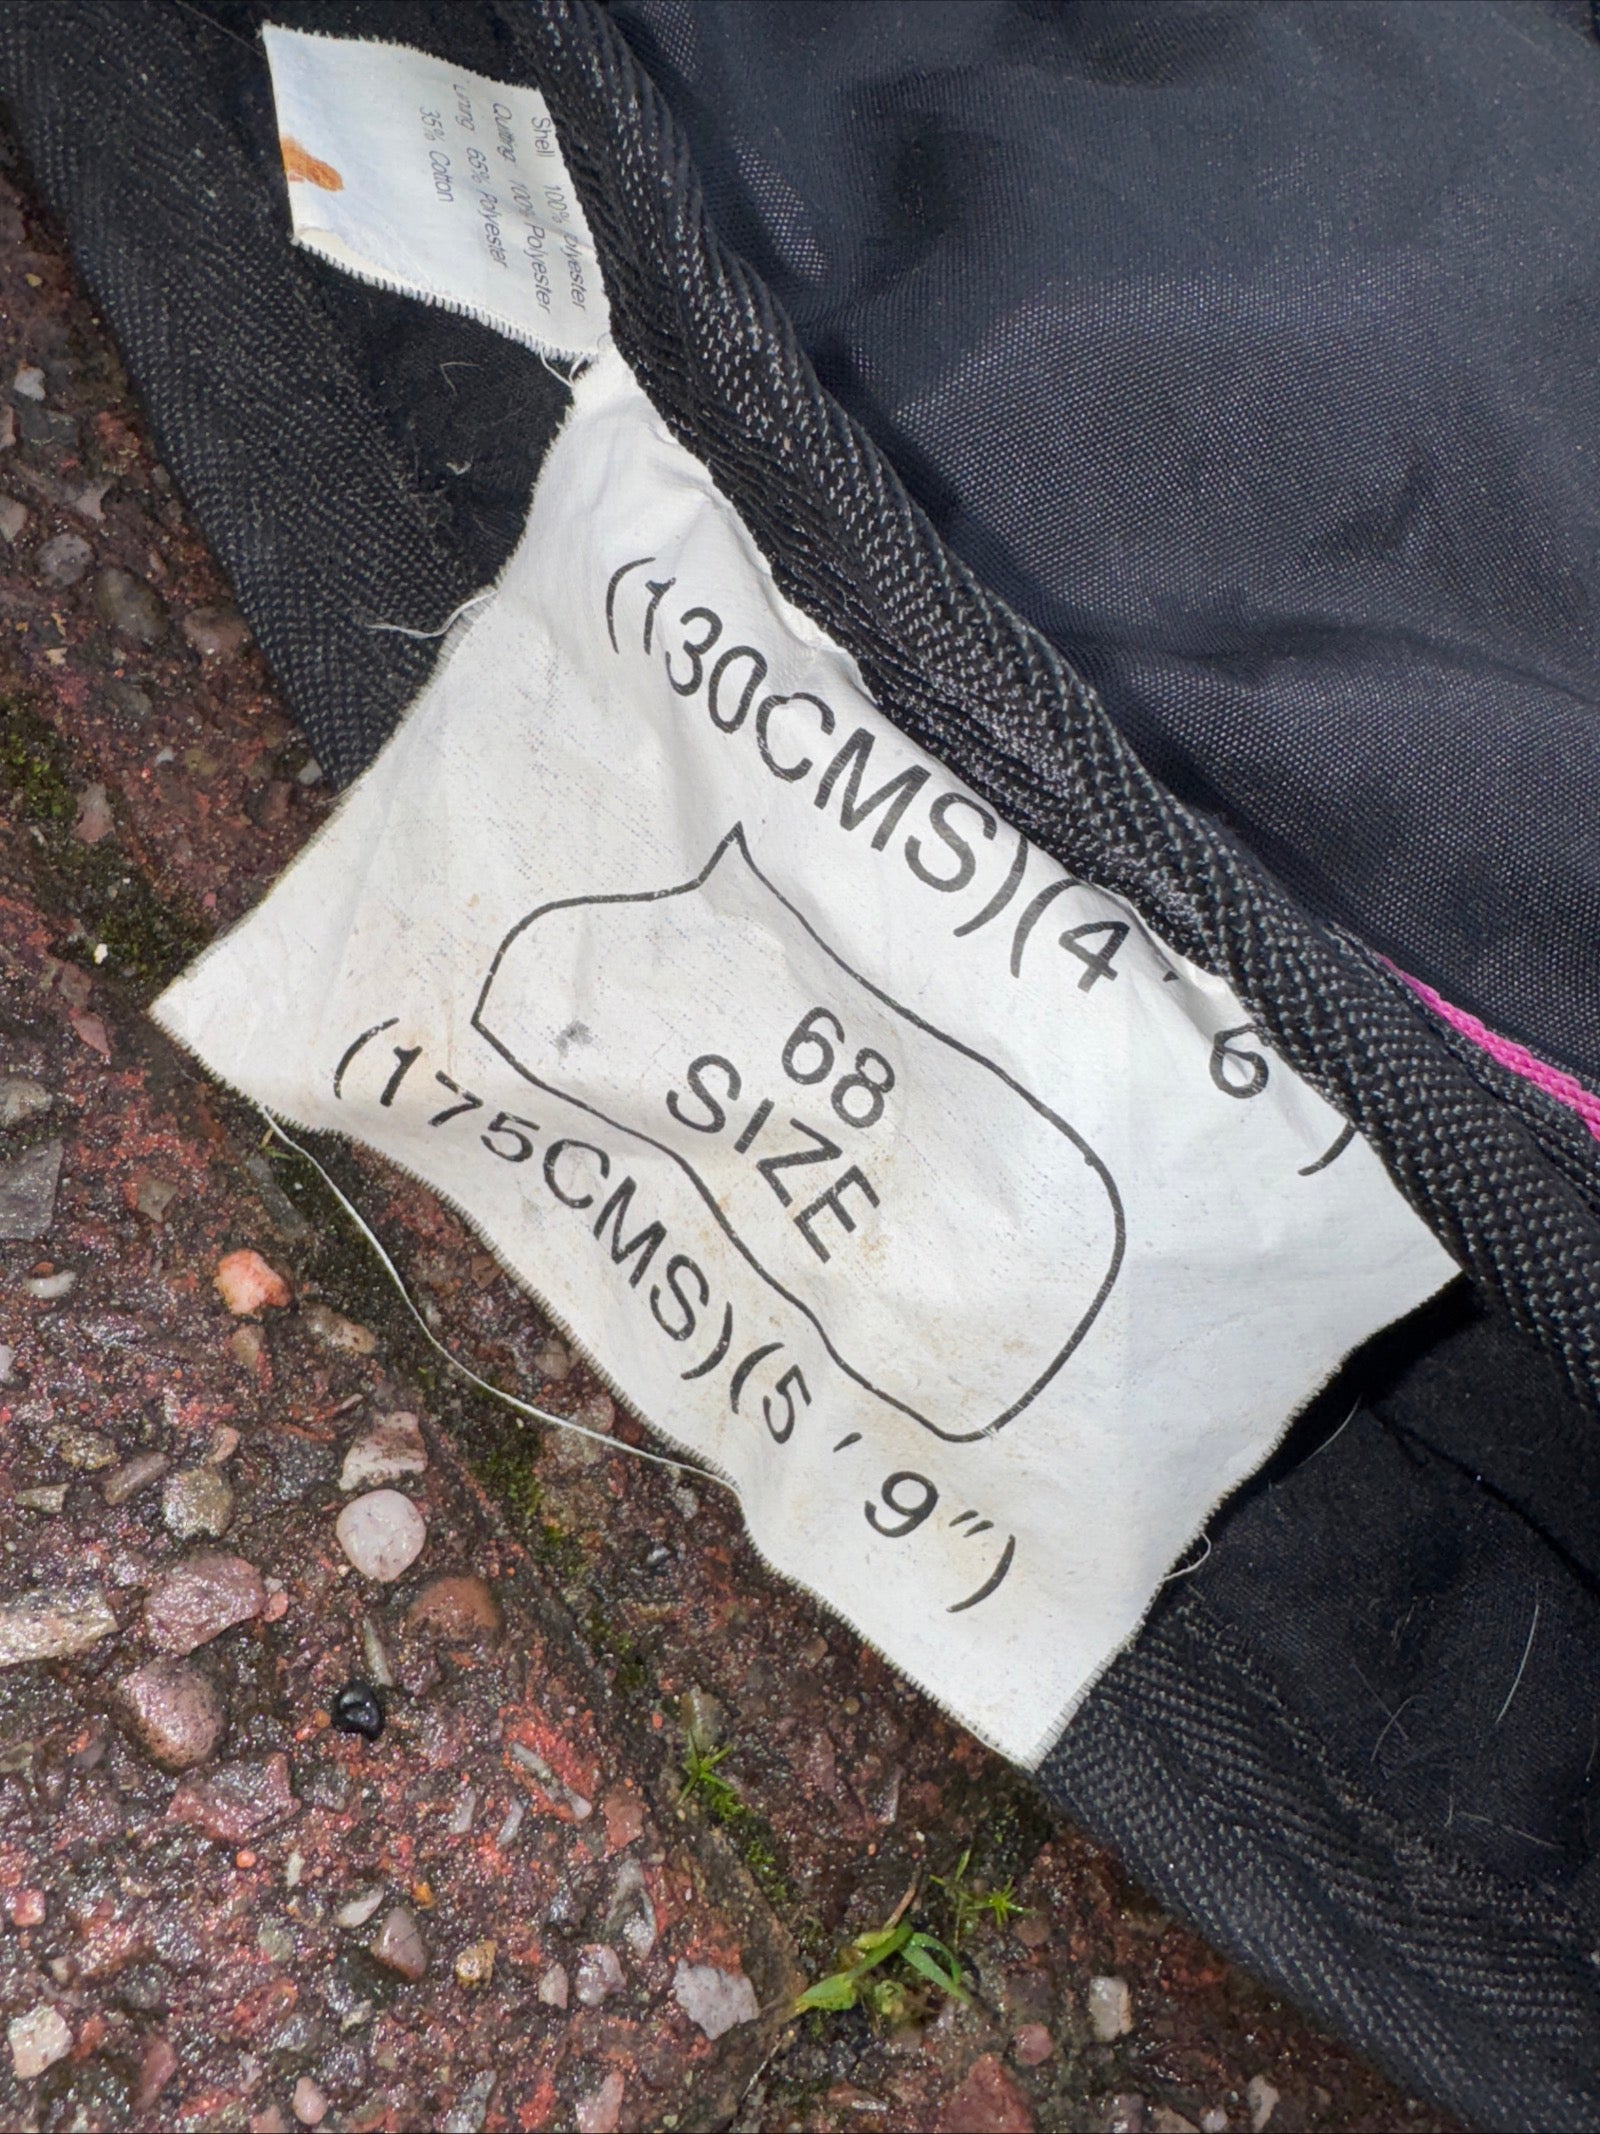 Shell 100% Polyester
Quilting 100% Polyester
Lining 65% Polyester
35% Cotton
(130CMS)(4'6 )
68
SIZE
(175CMS)(5'9")